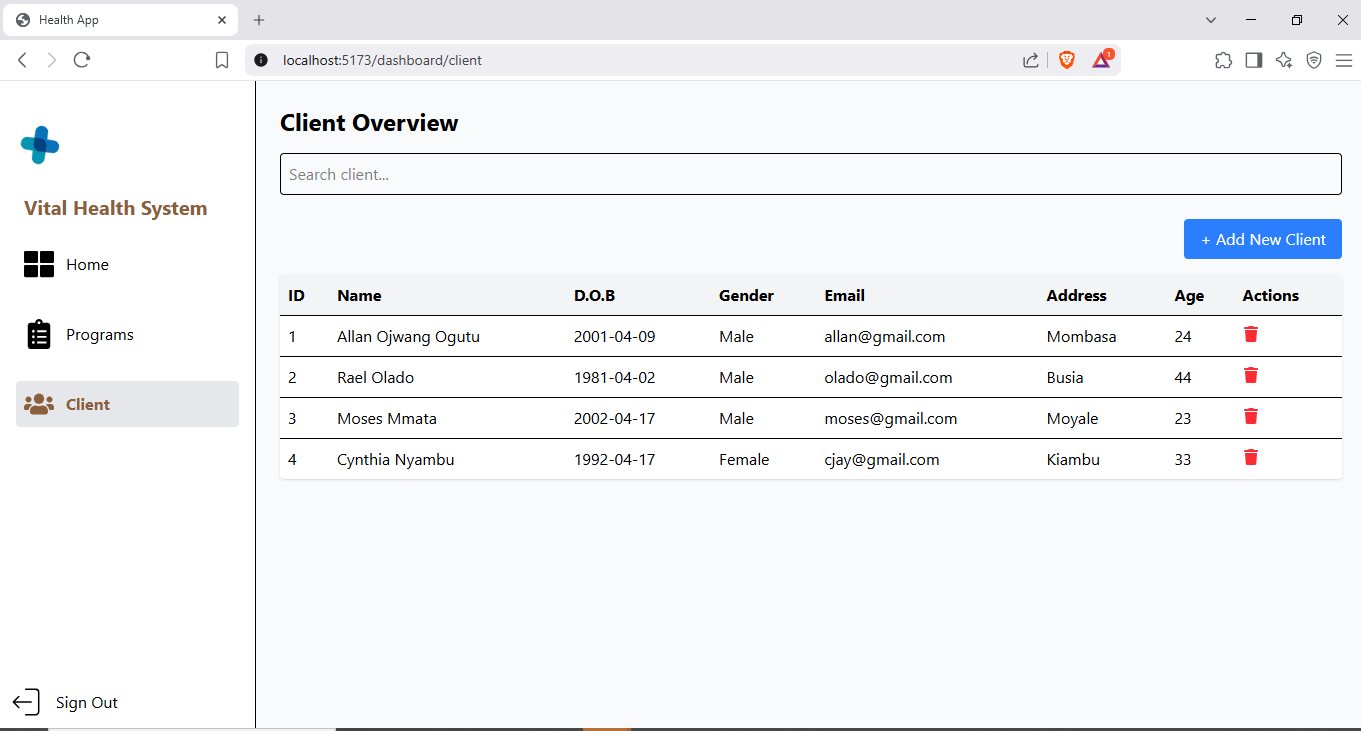 Health App
localhost:5173/dashboard/client
1
Vital Health System
Home
Programs
Client
Sign Out
Client Overview
Search client...
+ Add New Client
ID Name D.O.B Gender Email Address Age Actions
1 Allan Ojwang Ogutu 2001-04-09 Male allan@gmail.com Mombasa 24
2 Rael Olado 1981-04-02 Male olado@gmail.com Busia 44
3 Moses Mmata 2002-04-17 Male moses@gmail.com Moyale 23
4 Cynthia Nyambu 1992-04-17 Female cjay@gmail.com Kiambu 33